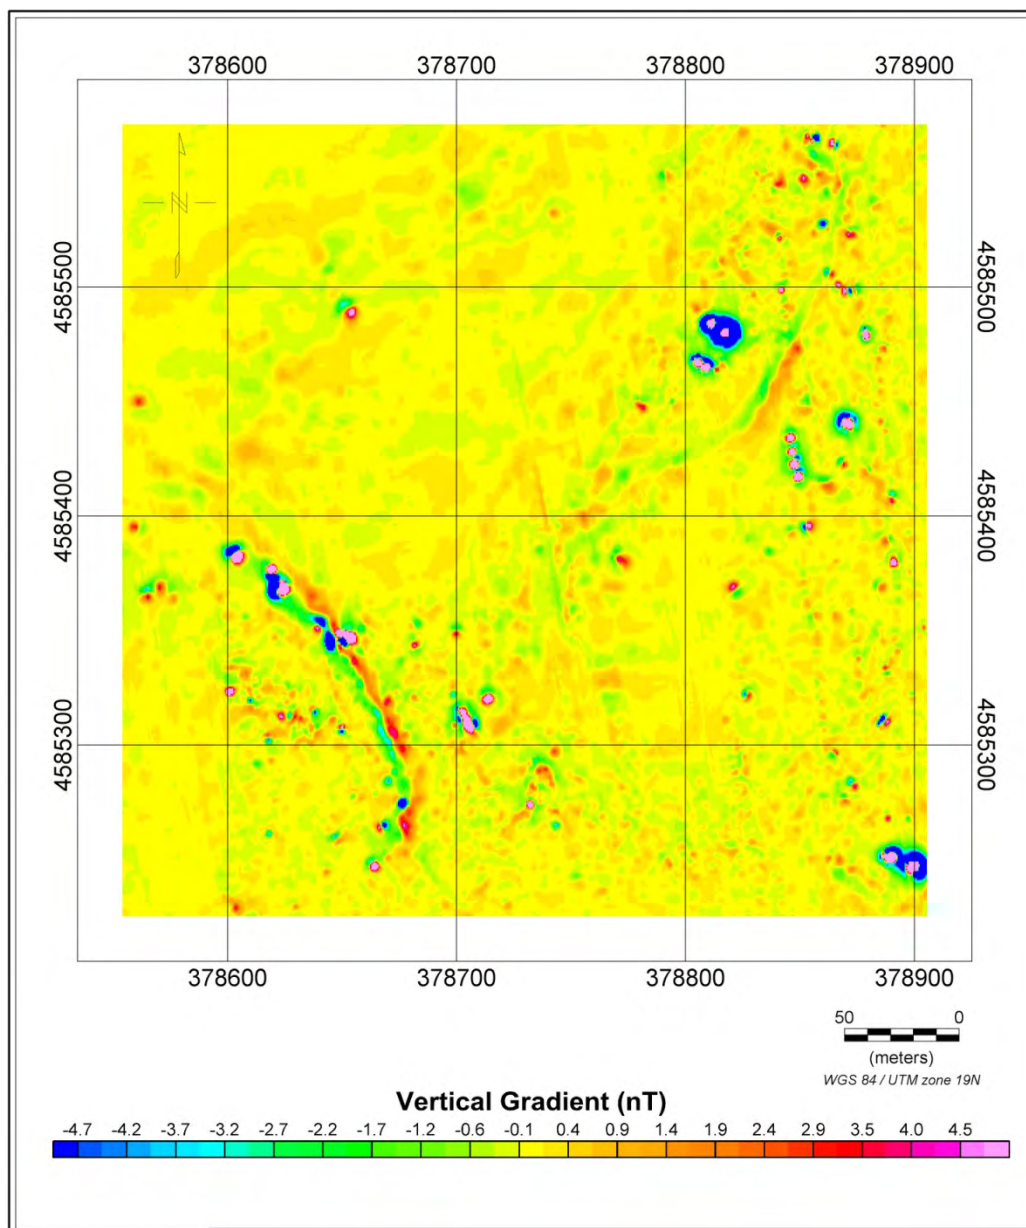 378600 378700 378800 378900
N
4585500 4585500
4585400 4585400
4585300 4585300
378600 378700 378800 378900
50 0
(meters)
WGS 84 / UTM zone 19N
Vertical Gradient (nT)
-4.7 -4.2 -3.7 -3.2 -2.7 -2.2 -1.7 -1.2 -0.6 -0.1 0.4 0.9 1.4 1.9 2.4 2.9 3.5 4.0 4.5